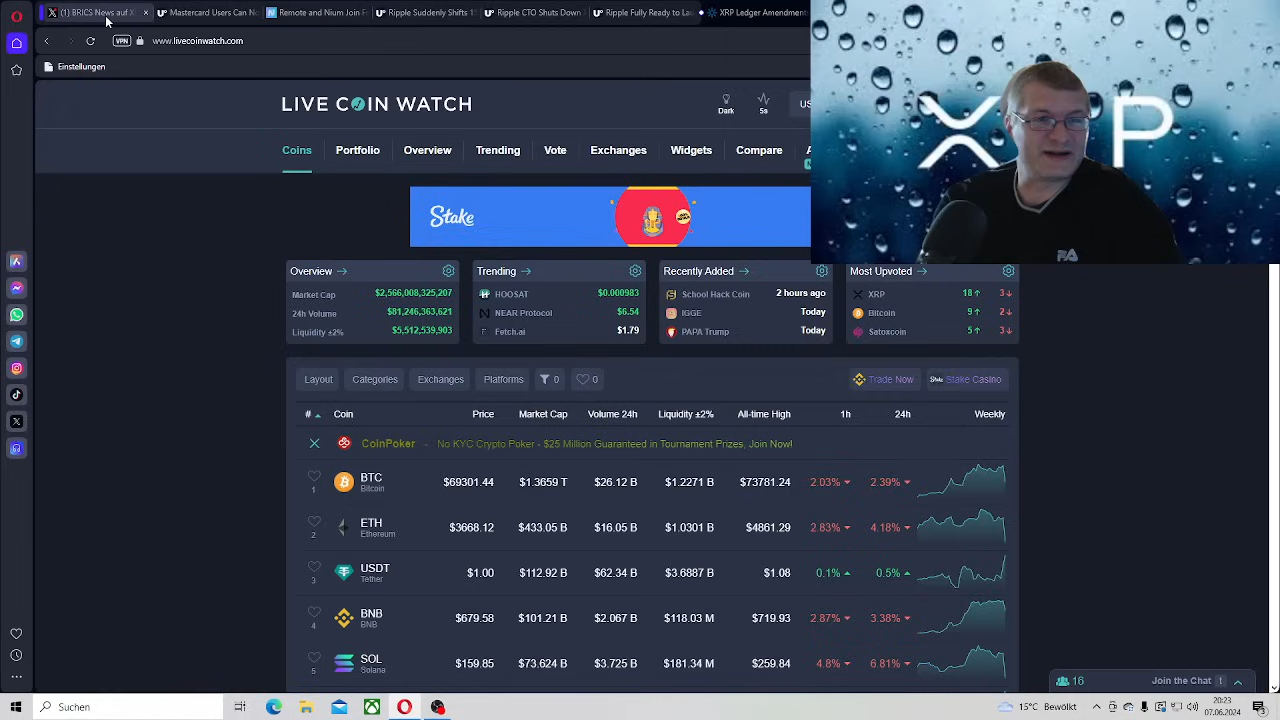 (1) BRICS News auf X
Mastercard Users Can N
Remote and Nium Join F
Ripple Suddenly Shifts 1
Ripple CTO Shuts Down
Ripple Fully Ready to La
XRP Ledger Amendment
VPN
www.livecoinwatch.com
Einstellungen
LIVE COIN WATCH
Dark
5s
US
Coins
Portfolio
Overview
Trending
Vote
Exchanges
Widgets
Compare
XRP
Stake
Overview →
Market Cap $2,566,008,325,207
24h Volume $81,246,363,621
Liquidity ±2% $5,512,539,903
Trending →
HOOSAT $0.000983
NEAR Protocol $6.54
Fetch.ai $1.79
Recently Added →
School Hack Coin 2 hours ago
IGGE Today
PAPA Trump Today
Most Upvoted →
XRP 18↑ 3↓
Bitcoin 9↑ 2↓
Satoxcoin 5↑ 3↓
Layout Categories Exchanges Platforms 0 0 Trade Now Stake Casino
# Coin Price Market Cap Volume 24h Liquidity ±2% All-time High 1h 24h Weekly
CoinPoker - No KYC Crypto Poker - $25 Million Guaranteed in Tournament Prizes, Join Now!
1 BTC $69301.44 $1.3659 T $26.12 B $1.2271 B $73781.24 2.03% 2.39%
Bitcoin
2 ETH $3668.12 $433.05 B $16.05 B $1.0301 B $4861.29 2.83% 4.18%
Ethereum
3 USDT $1.00 $112.92 B $62.34 B $3.6887 B $1.08 0.1% 0.5%
Tether
4 BNB $679.58 $101.21 B $2.067 B $118.03 M $719.93 2.87% 3.38%
BNB
5 SOL $159.85 $73.624 B $3.725 B $181.34 M $259.84 4.8% 6.81%
Solana
16 Join the Chat
Suchen
15°C Bewölkt
20:23
07.06.2024